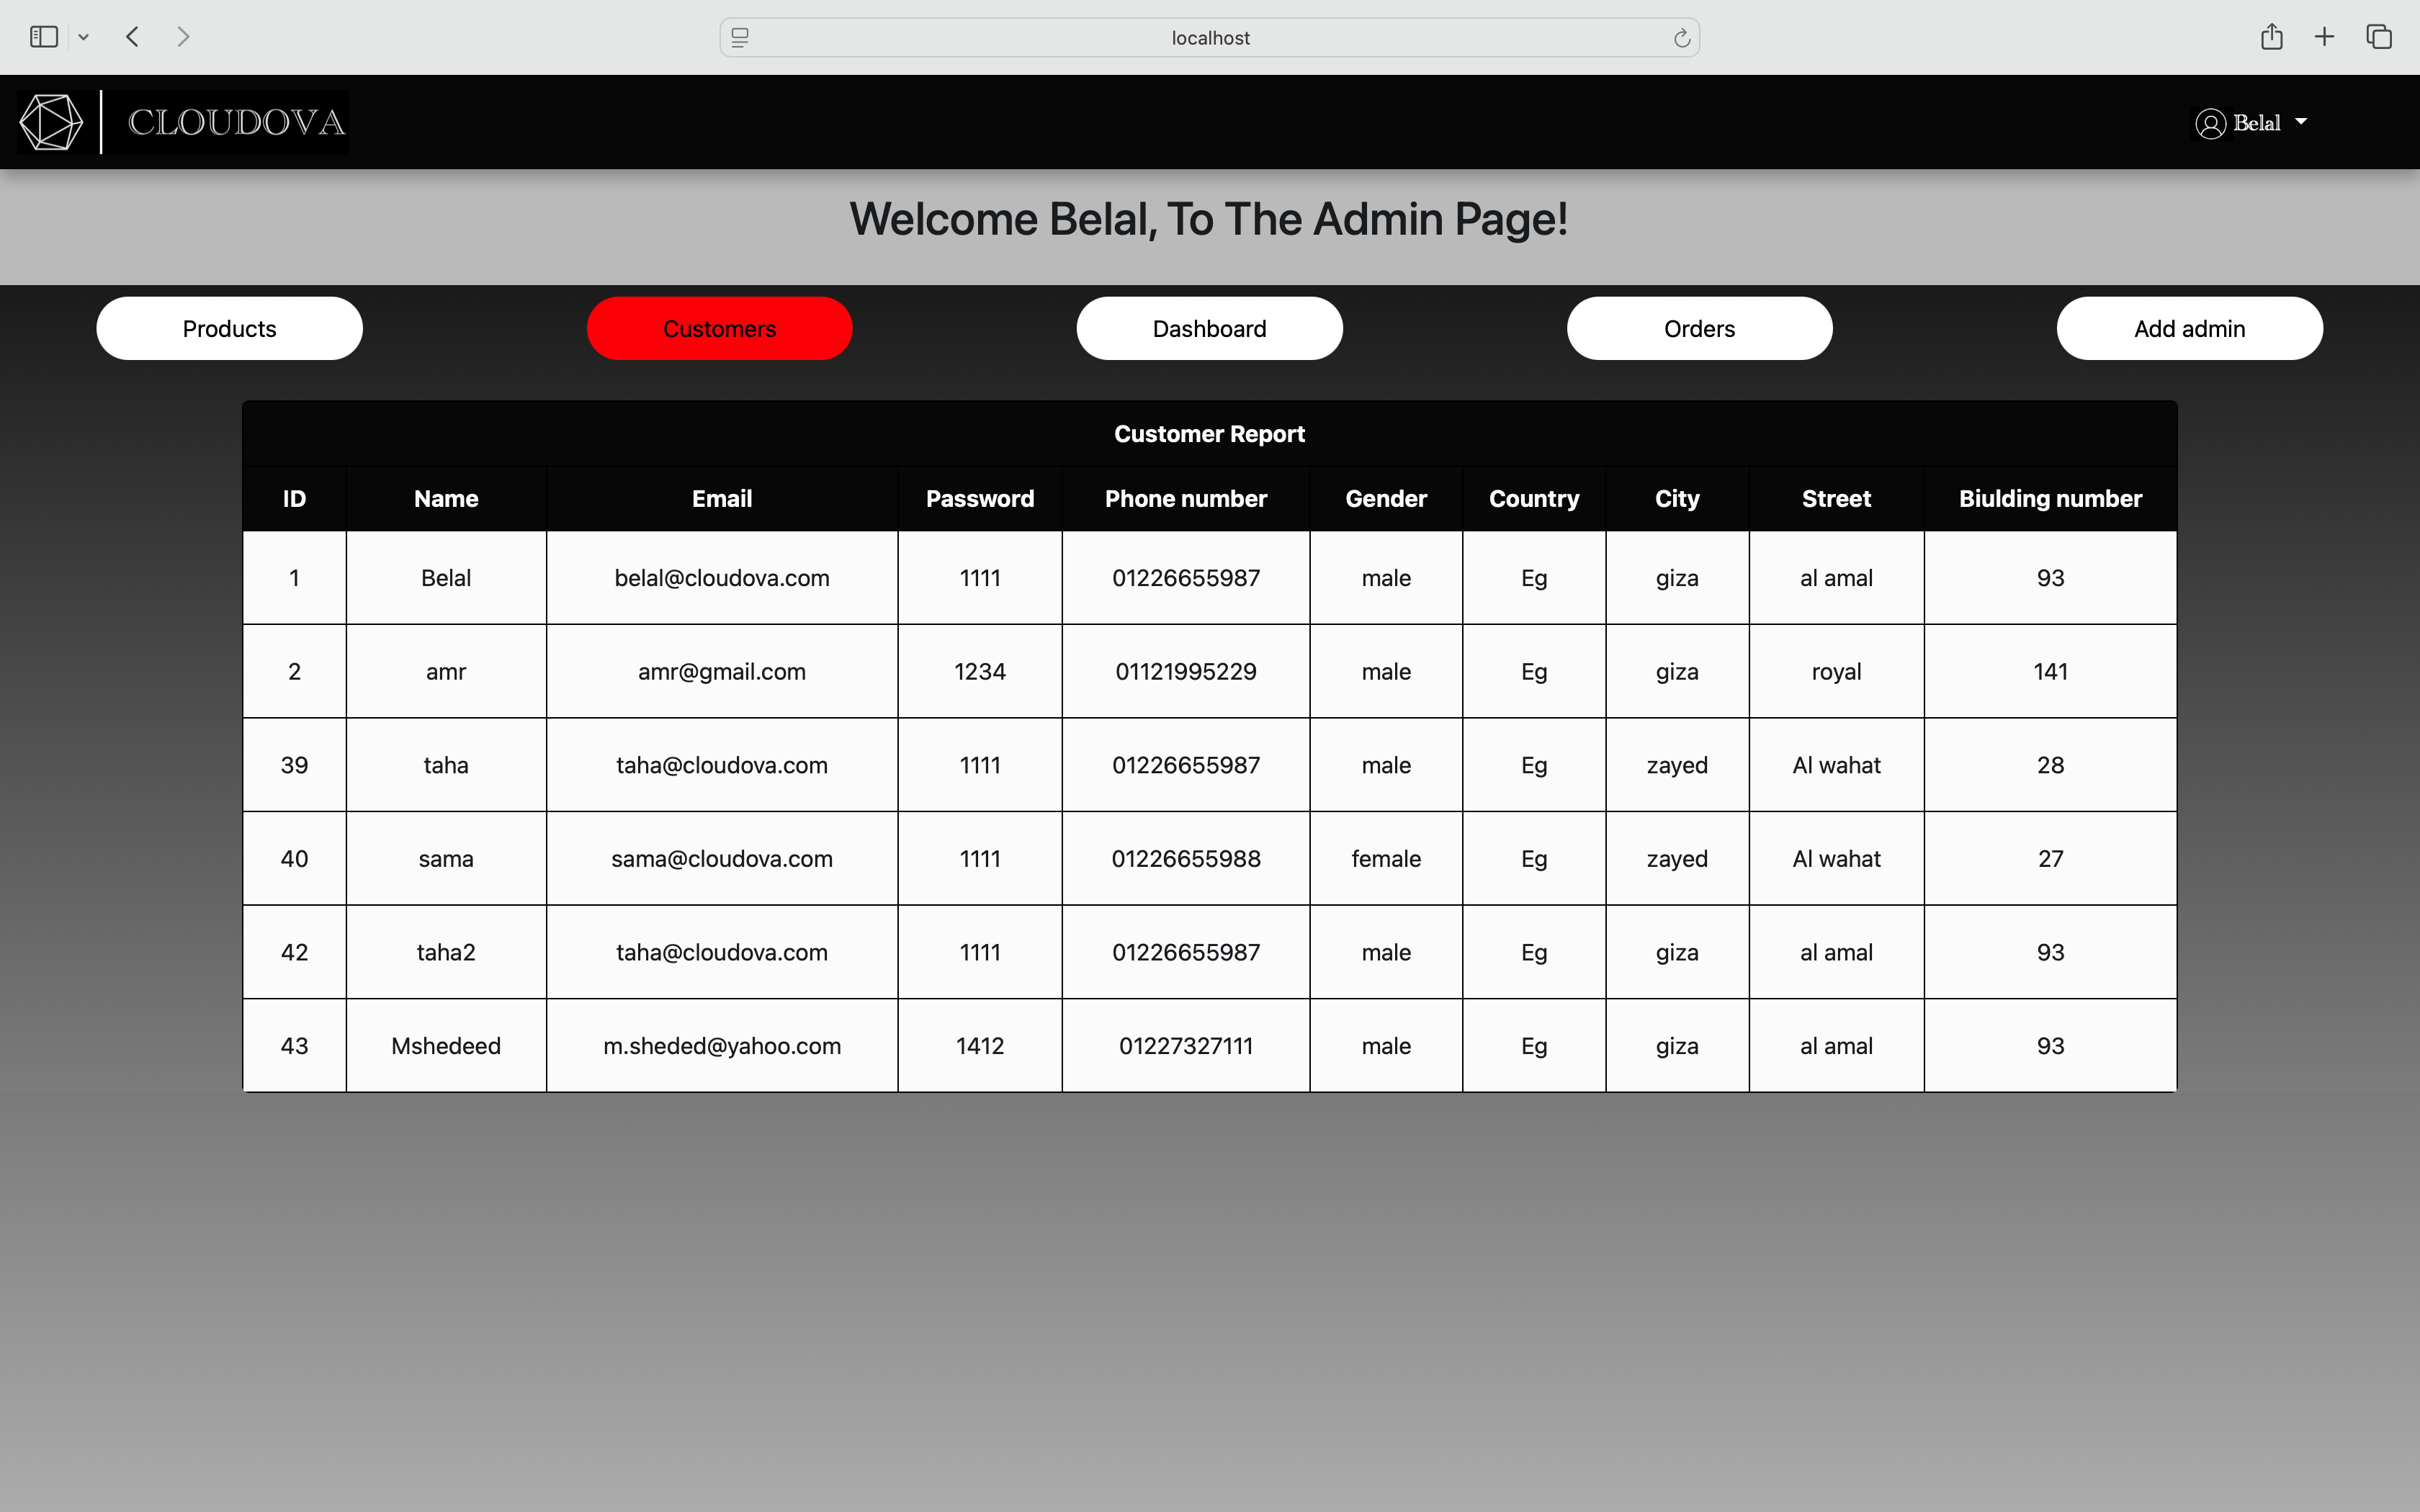 localhost
CLOUDOVA
Belal
Welcome Belal, To The Admin Page!
Products Customers Dashboard Orders Add admin
Customer Report
ID Name Email Password Phone number Gender Country City Street Biulding number
1 Belal belal@cloudova.com 1111 01226655987 male Eg giza al amal 93
2 amr amr@gmail.com 1234 01121995229 male Eg giza royal 141
39 taha taha@cloudova.com 1111 01226655987 male Eg zayed Al wahat 28
40 sama sama@cloudova.com 1111 01226655988 female Eg zayed Al wahat 27
42 taha2 taha@cloudova.com 1111 01226655987 male Eg giza al amal 93
43 Mshedeed m.sheded@yahoo.com 1412 01227327111 male Eg giza al amal 93